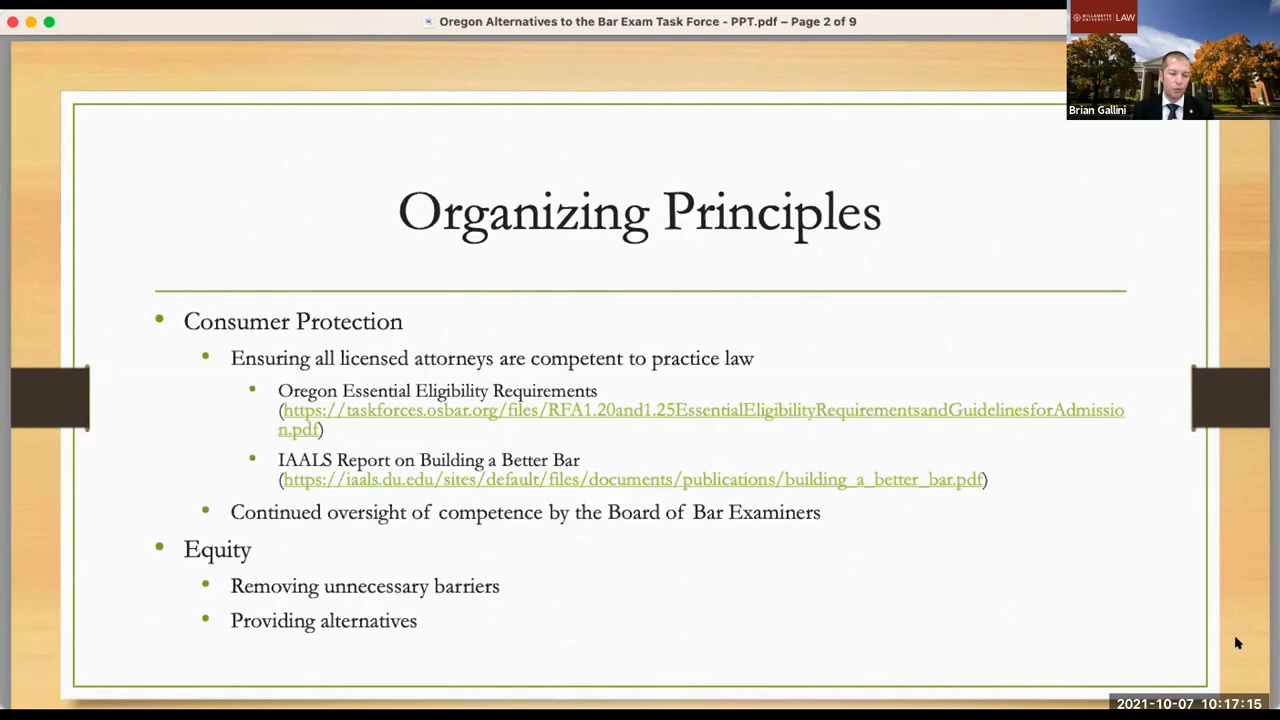 Oregon Alternatives to the Bar Exam Task Force - PPT.pdf – Page 2 of 9
WILLAMETTE UNIVERSITY | LAW
Brian Gallini
Organizing Principles
• Consumer Protection
• Ensuring all licensed attorneys are competent to practice law
• Oregon Essential Eligibility Requirements
(https://taskforces.osbar.org/files/RFA1.20and1.25EssentialEligibilityRequirementsandGuidelinesforAdmissio
n.pdf)
• IAALS Report on Building a Better Bar
(https://iaals.du.edu/sites/default/files/documents/publications/building_a_better_bar.pdf)
• Continued oversight of competence by the Board of Bar Examiners
• Equity
• Removing unnecessary barriers
• Providing alternatives
2021-10-07 10:17:15